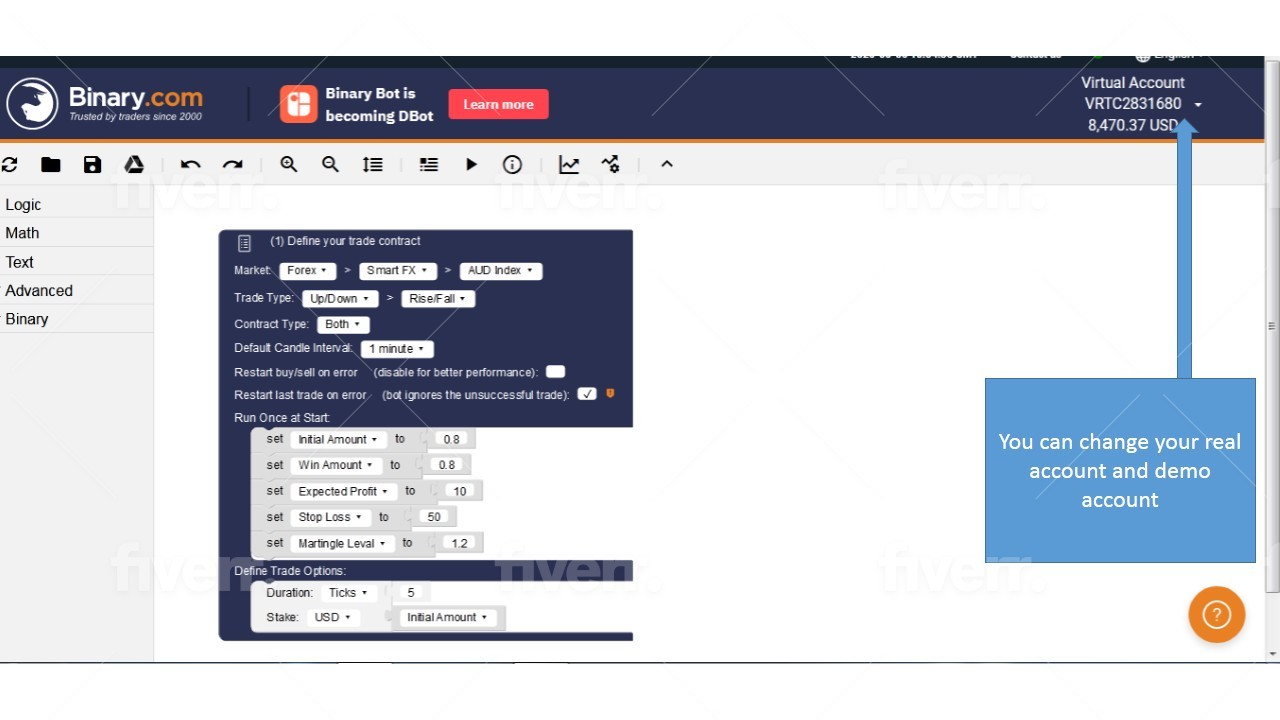 Binary.com
Trusted by traders since 2000
Binary Bot is
becoming DBot
Learn more
Virtual Account
VRTC2831680
8,470.37 USD
Logic
Math
Text
Advanced
Binary
(1) Define your trade contract
Market: Forex > Smart FX > AUD Index
Trade Type: Up/Down > Rise/Fall
Contract Type: Both
Default Candle Interval: 1 minute
Restart buy/sell on error (disable for better performance):
Restart last trade on error (bot ignores the unsuccessful trade):
Run Once at Start:
set Initial Amount to 0.8
set Win Amount to 0.8
set Expected Profit to 10
set Stop Loss to 50
set Martingle Leval to 1.2
Define Trade Options:
Duration: Ticks 5
Stake: USD Initial Amount
You can change your real
account and demo
account
fiverr.
fiverr.
fiverr.
fiverr.
fiverr.
fiverr.